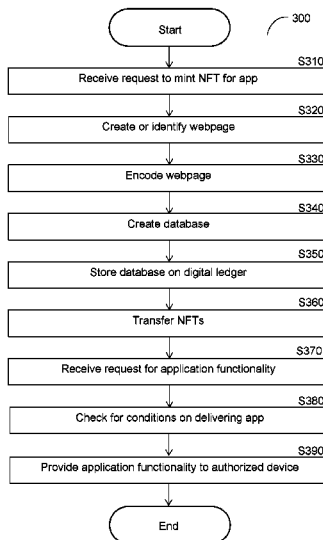 Start
300
S310
Receive request to mint NFT for app
S320
Create or identify webpage
S330
Encode webpage
S340
Create database
S350
Store database on digital ledger
S360
Transfer NFTs
S370
Receive request for application functionality
S380
Check for conditions on delivering app
S390
Provide application functionality to authorized device
End